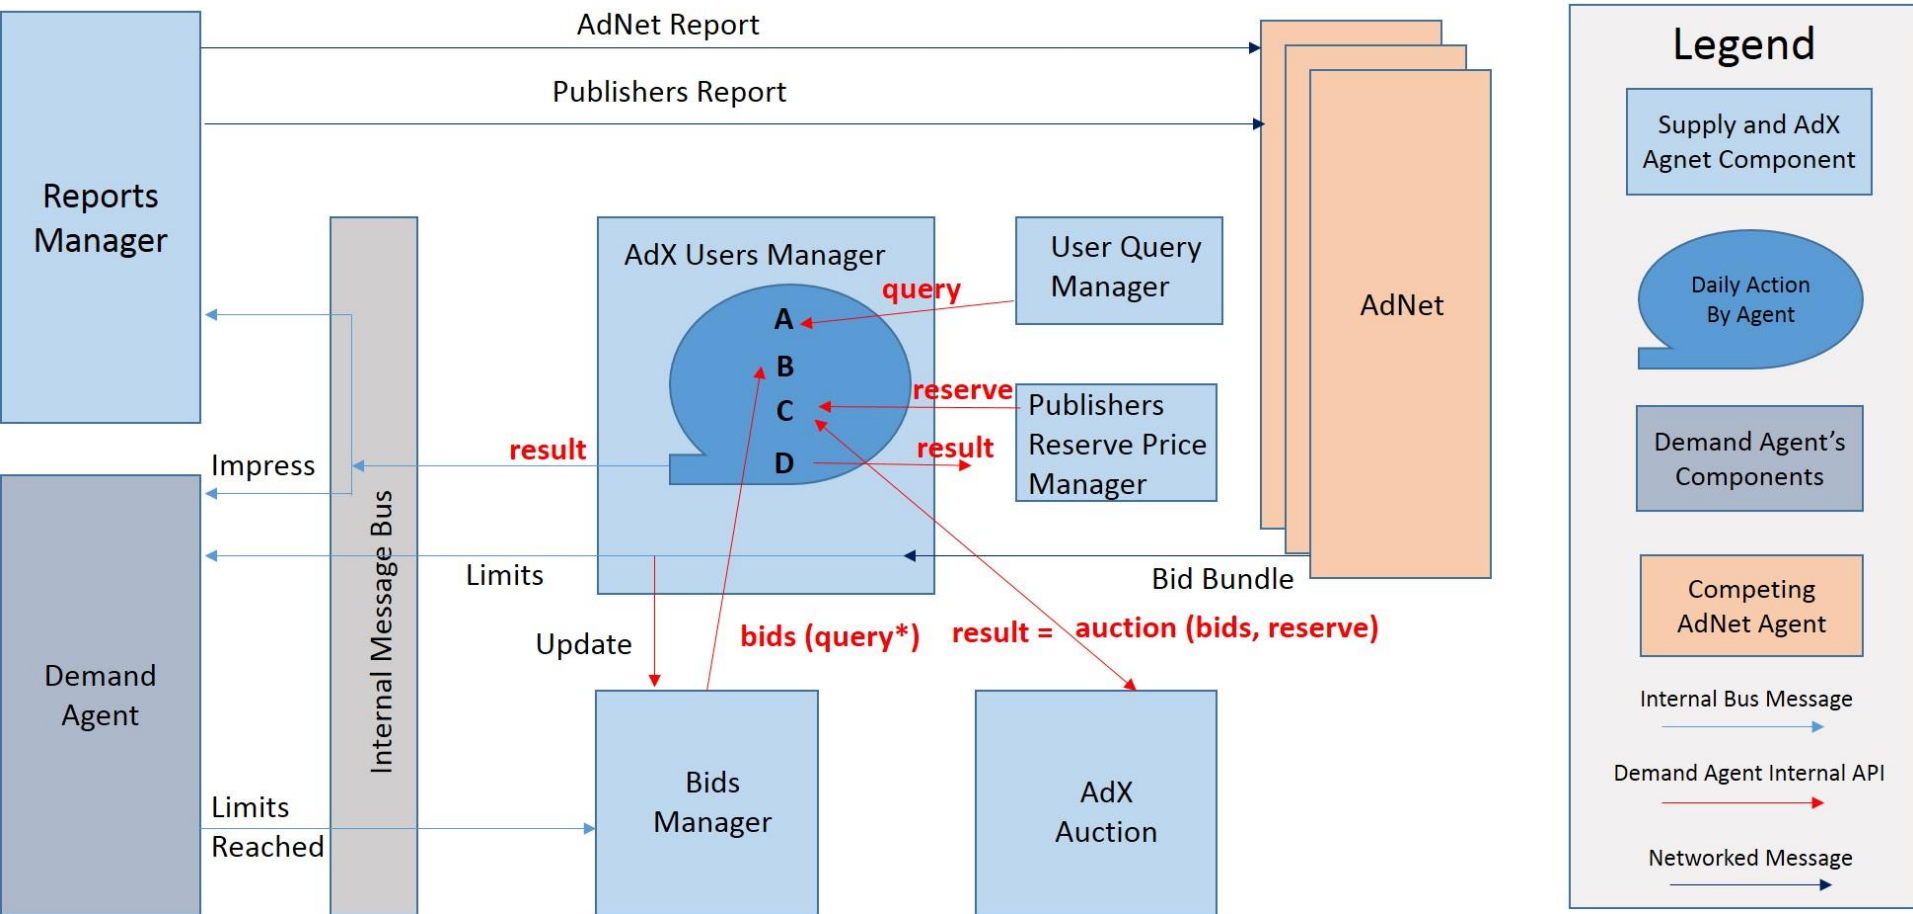 AdNet Report
Publishers Report
Reports
Manager
Internal Message Bus
AdX Users Manager
A
B
C
D
query
User Query
Manager
reserve
Publishers
Reserve Price
Manager
result
result
Impress
AdNet
Limits
Bid Bundle
Update
bids (query*)
result =
auction (bids, reserve)
Demand
Agent
Limits
Reached
Bids
Manager
AdX
Auction
Legend
Supply and AdX
Agnet Component
Daily Action
By Agent
Demand Agent’s
Components
Competing
AdNet Agent
Internal Bus Message
Demand Agent Internal API
Networked Message